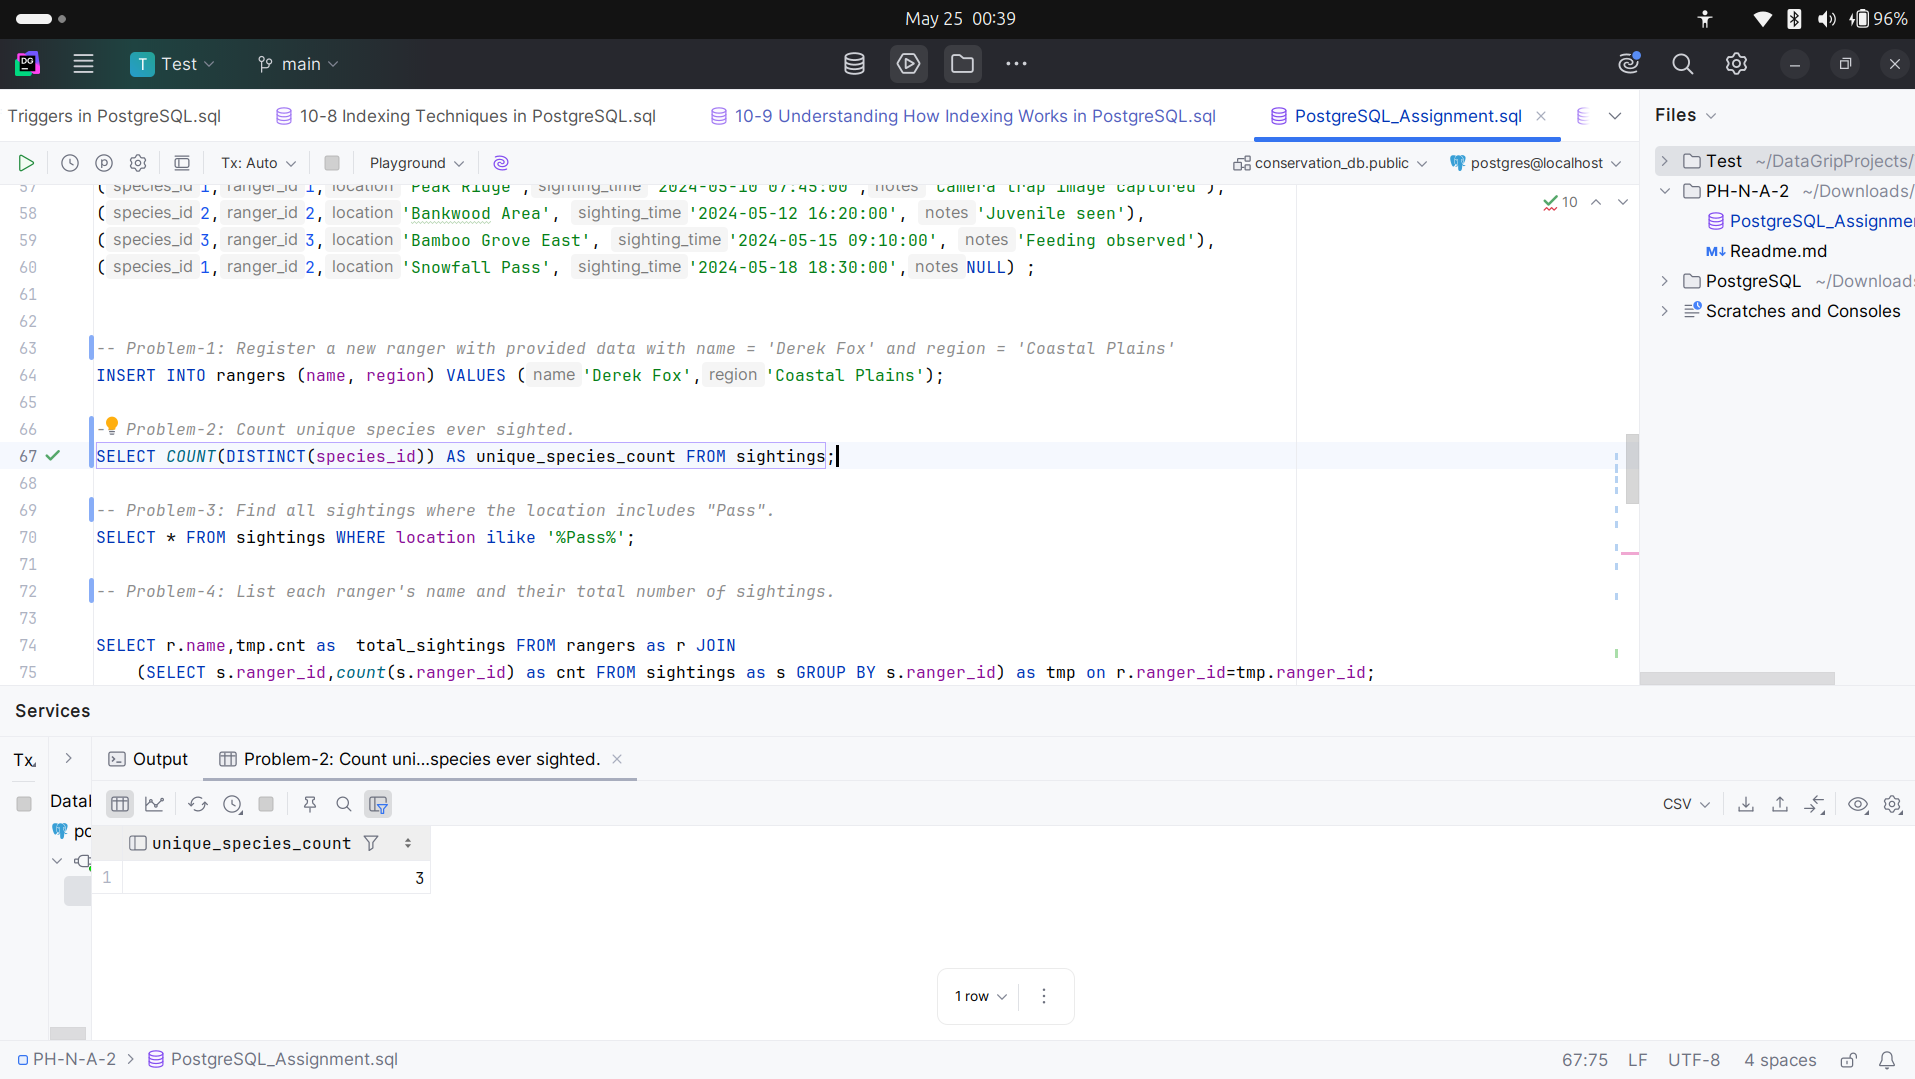 May 25 00:39
96%
DG
T Test
main
Triggers in PostgreSQL.sql
10-8 Indexing Techniques in PostgreSQL.sql
10-9 Understanding How Indexing Works in PostgreSQL.sql
PostgreSQL_Assignment.sql
Files
Tx: Auto
Playground
conservation_db.public
postgres@localhost
57 (species_id 1, ranger_id 1, location 'Peak Ridge', sighting_time '2024-05-10 07:45:00', notes 'Camera trap image captured'),
58 (species_id 2, ranger_id 2, location 'Bankwood Area', sighting_time '2024-05-12 16:20:00', notes 'Juvenile seen'),
59 (species_id 3, ranger_id 3, location 'Bamboo Grove East', sighting_time '2024-05-15 09:10:00', notes 'Feeding observed'),
60 (species_id 1, ranger_id 2, location 'Snowfall Pass', sighting_time '2024-05-18 18:30:00', notes NULL) ;
61
62
63 -- Problem-1: Register a new ranger with provided data with name = 'Derek Fox' and region = 'Coastal Plains'
64 INSERT INTO rangers (name, region) VALUES (name 'Derek Fox', region 'Coastal Plains');
65
66 - Problem-2: Count unique species ever sighted.
67 SELECT COUNT(DISTINCT(species_id)) AS unique_species_count FROM sightings;
68
69 -- Problem-3: Find all sightings where the location includes "Pass".
70 SELECT * FROM sightings WHERE location ilike '%Pass%';
71
72 -- Problem-4: List each ranger's name and their total number of sightings.
73
74 SELECT r.name,tmp.cnt as  total_sightings FROM rangers as r JOIN
75 (SELECT s.ranger_id,count(s.ranger_id) as cnt FROM sightings as s GROUP BY s.ranger_id) as tmp on r.ranger_id=tmp.ranger_id;
10
Test ~/DataGripProjects/
PH-N-A-2 ~/Downloads/
PostgreSQL_Assignme
M↓ Readme.md
PostgreSQL ~/Download
Scratches and Consoles
Services
Tx
Output
Problem-2: Count uni...species ever sighted.
Datal
po
CSV
unique_species_count
1 3
1 row
PH-N-A-2 > PostgreSQL_Assignment.sql
67:75 LF UTF-8 4 spaces